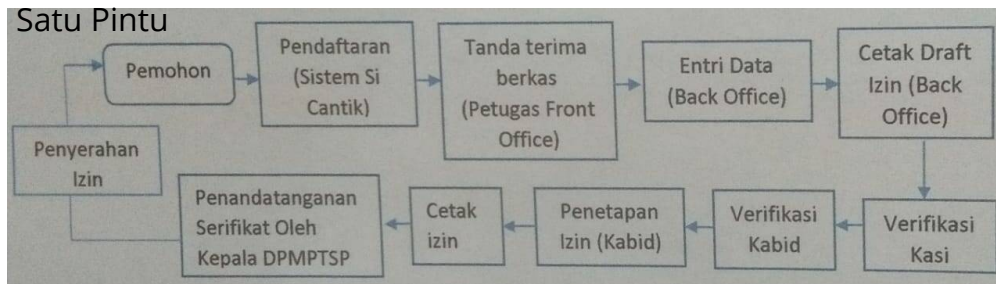 Satu Pintu
Pemohon
Pendaftaran
(Sistem Si
Cantik)
Tanda terima
berkas
(Petugas Front
Office)
Entri Data
(Back Office)
Cetak Draft
Izin (Back
Office)
Verifikasi
Kasi
Verifikasi
Kabid
Penetapan
Izin (Kabid)
Cetak
izin
Penandatanganan
Serifikat Oleh
Kepala DPMPTSP
Penyerahan
Izin